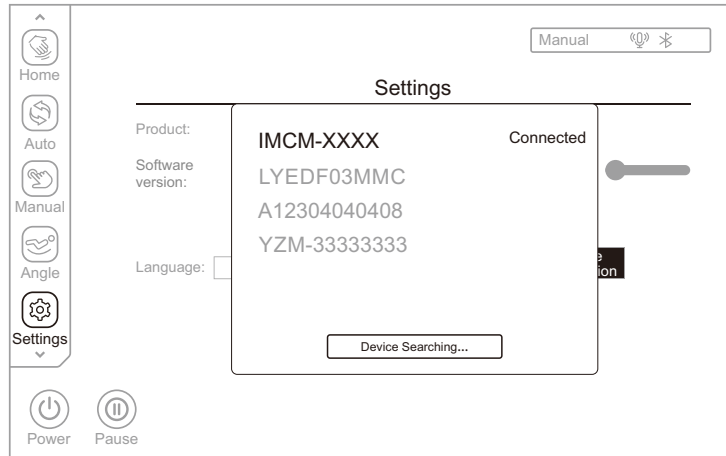 Home
Auto
Manual
Angle
Settings
Power
Pause
Manual
Settings
Product:
Software
version:
Language:
IMCM-XXXX Connected
LYEDF03MMC
A12304040408
YZM-33333333
Device Searching...
ion